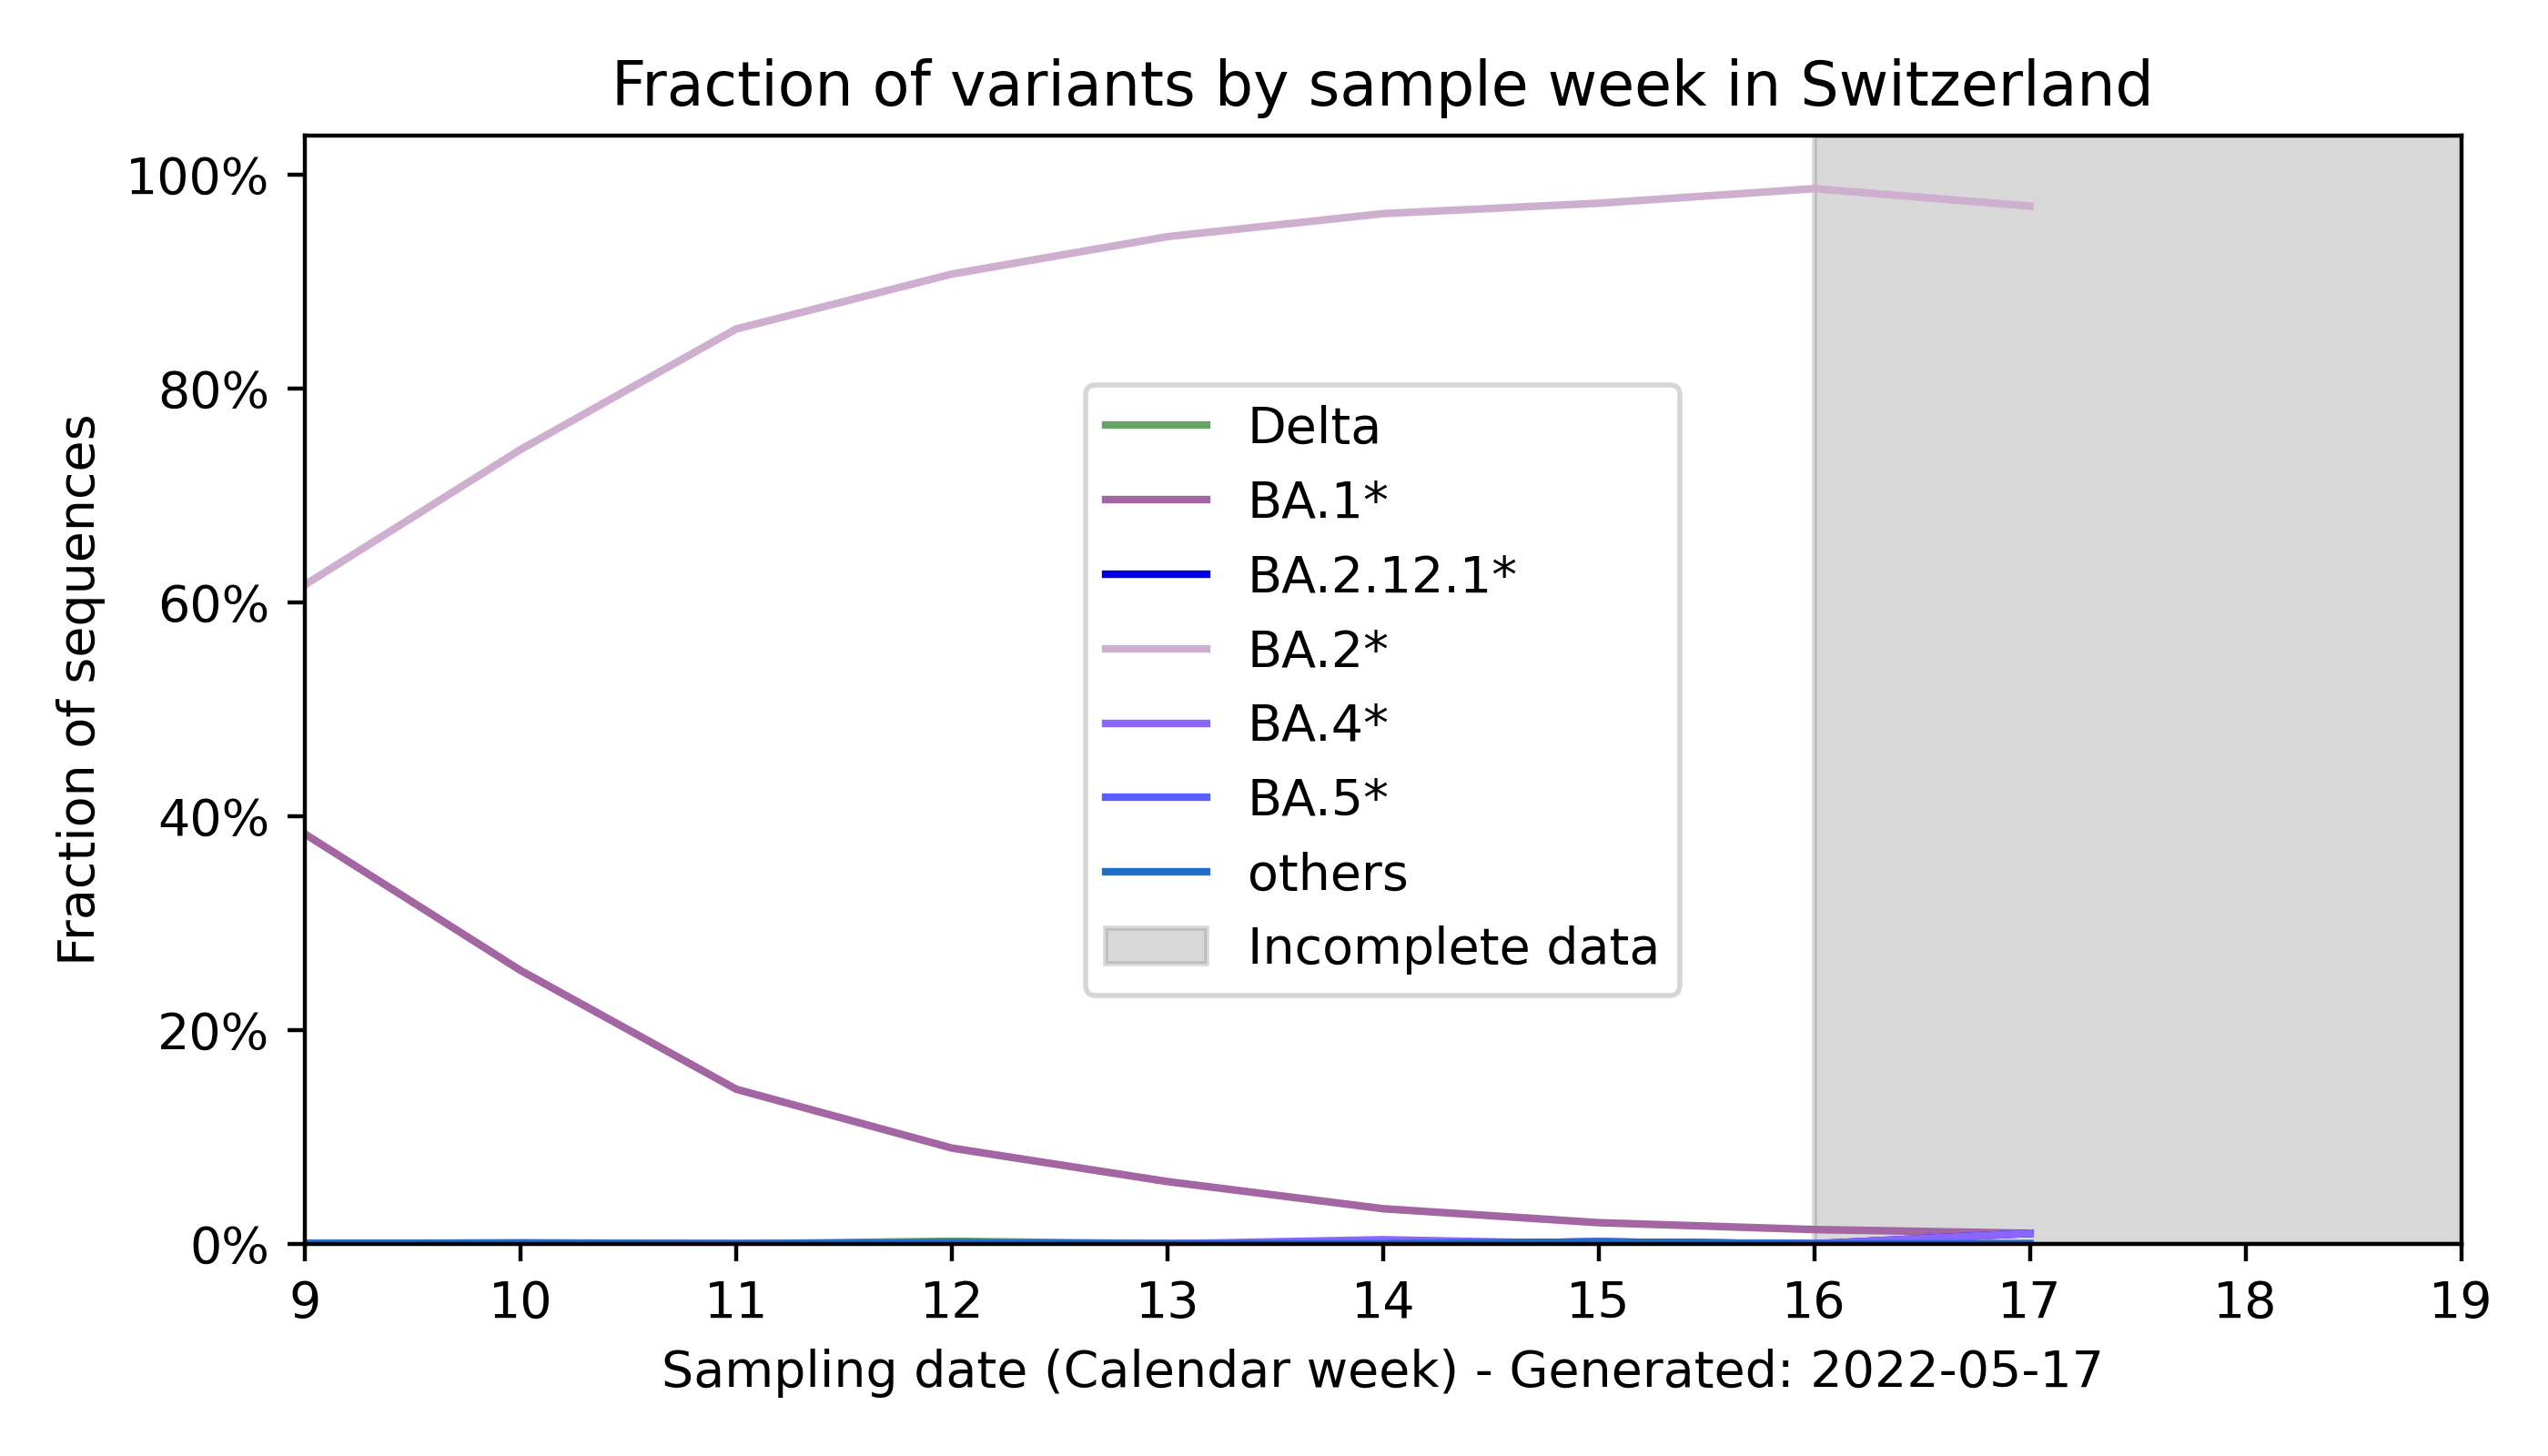 Fraction of variants by sample week in Switzerland
100%
80%
60%
40%
20%
0%
Fraction of sequences
Delta
BA.1*
BA.2.12.1*
BA.2*
BA.4*
BA.5*
others
Incomplete data
9 10 11 12 13 14 15 16 17 18 19
Sampling date (Calendar week) - Generated: 2022-05-17